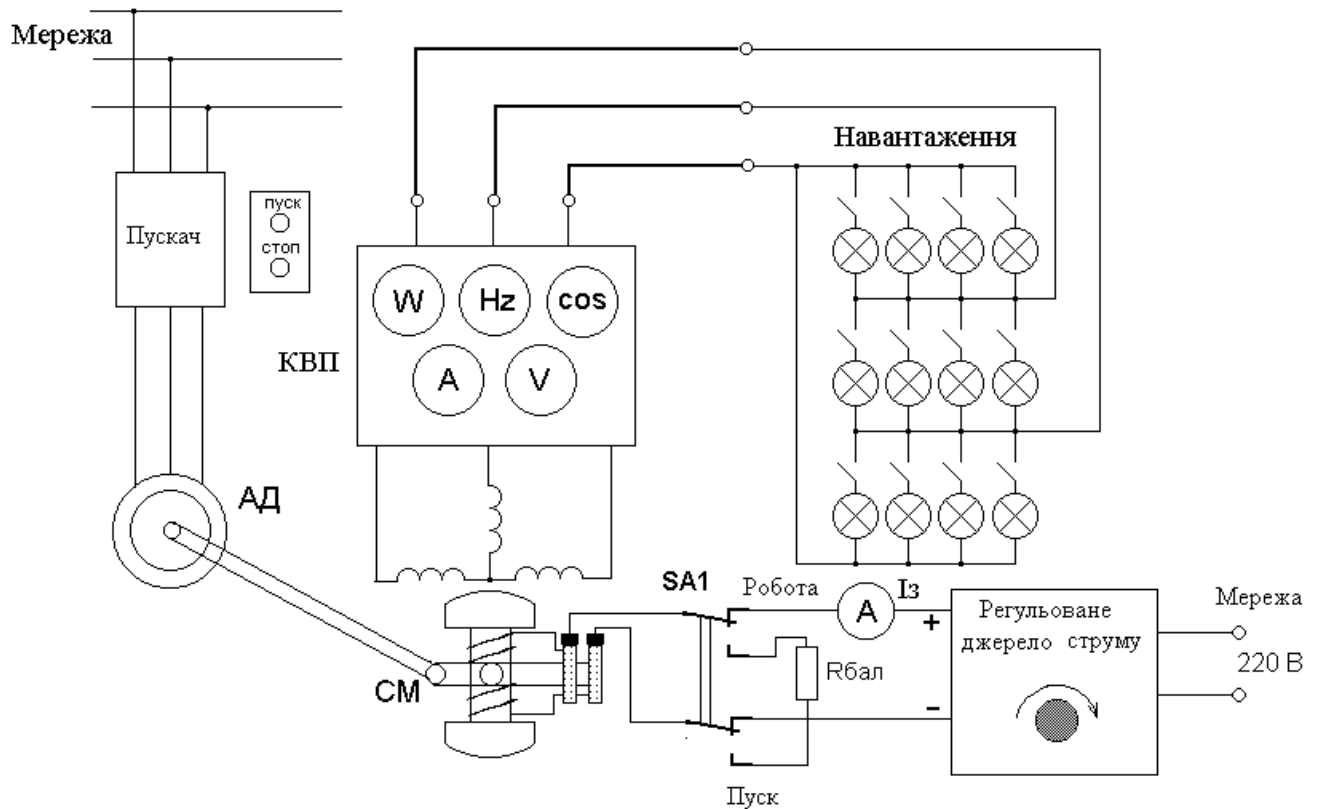 Мережа
Навантаження
пуск
Пускач
стоп
W
Hz
cos
КВП
A
V
АД
SA1
Робота
A
Iз
+
Регульоване
джерело струму
Мережа
220 В
Rбал
СМ
-
Пуск